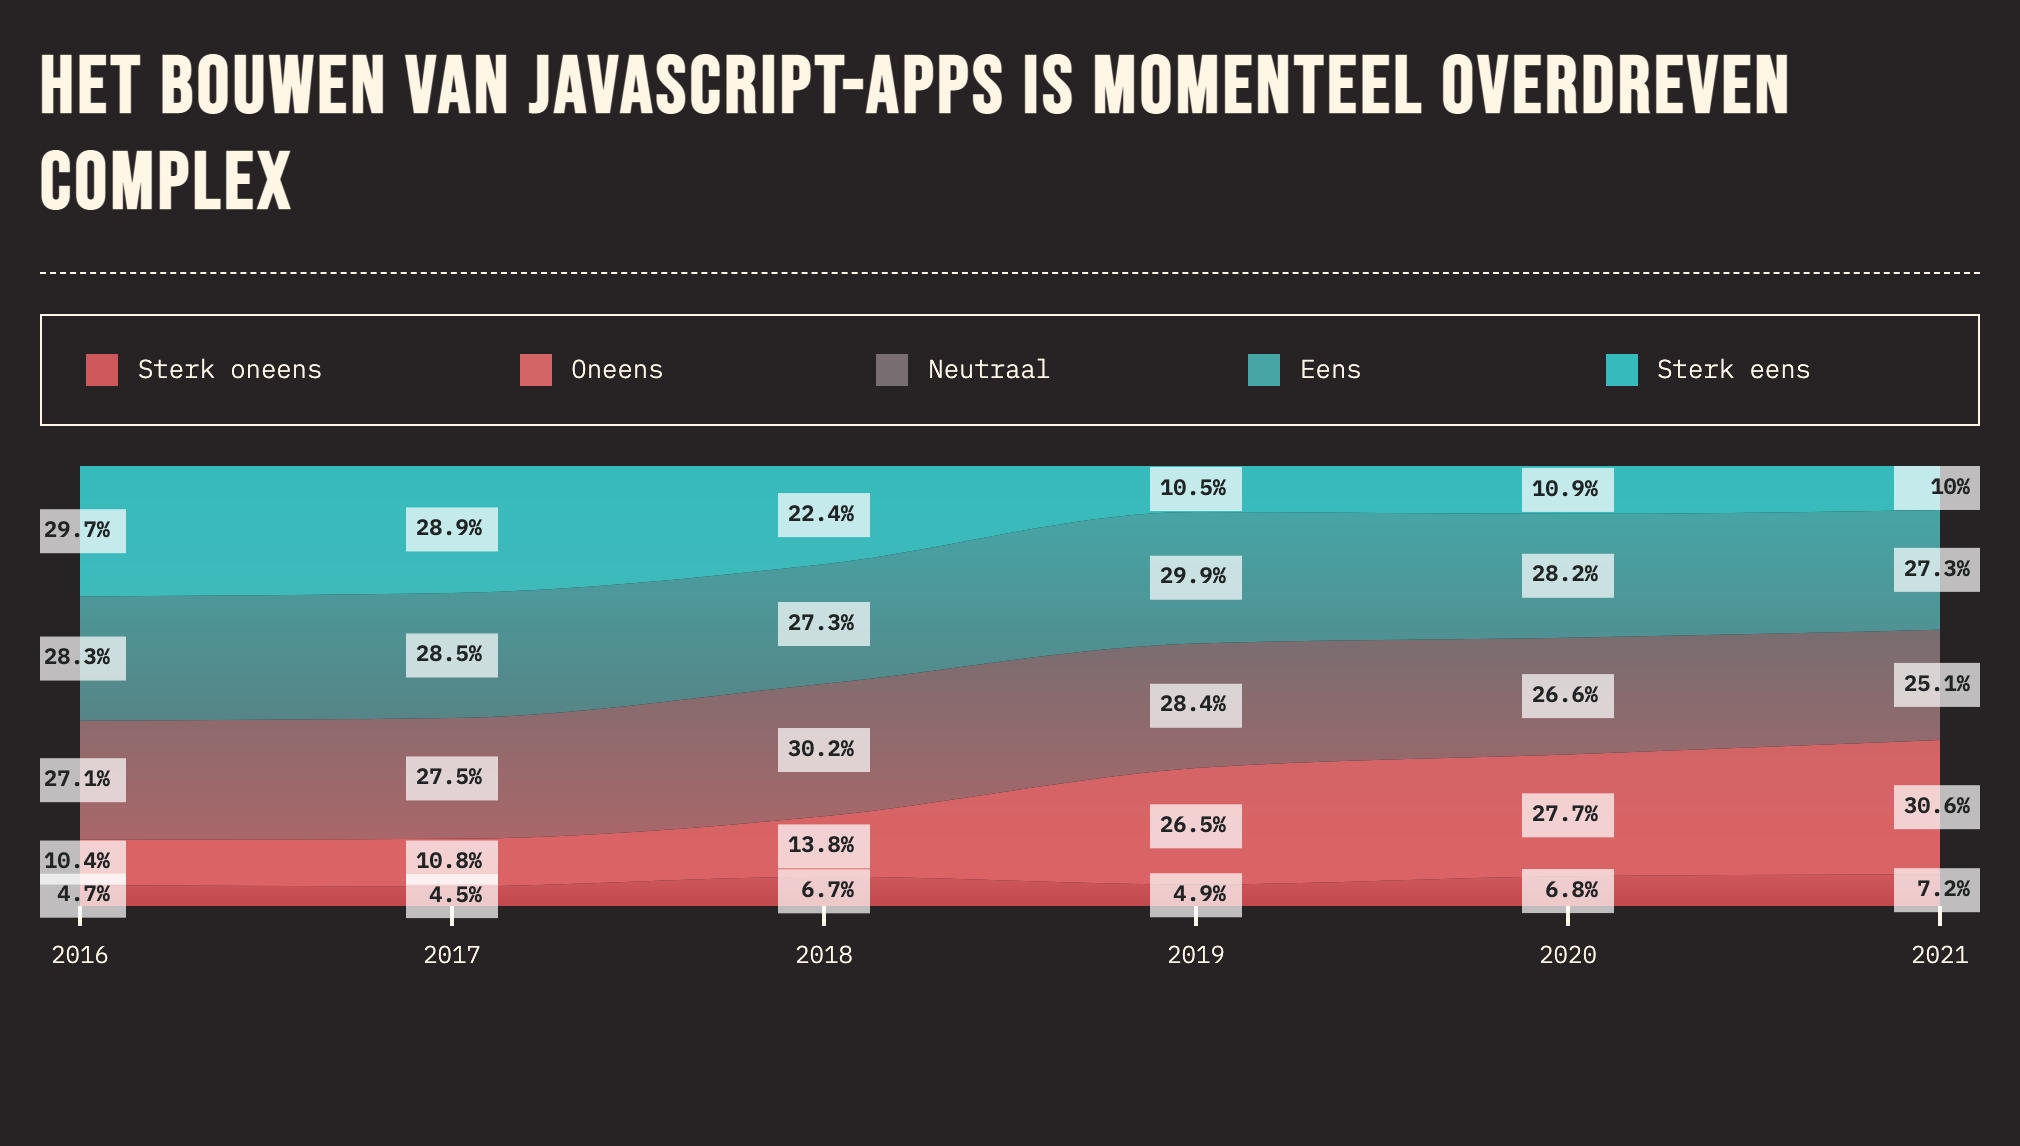 HET BOUWEN VAN JAVASCRIPT-APPS IS MOMENTEEL OVERDREVEN
COMPLEX
Sterk oneens Oneens Neutraal Eens Sterk eens
29.7% 28.9% 22.4% 10.5% 10.9% 10%
28.3% 28.5% 27.3% 29.9% 28.2% 27.3%
27.1% 27.5% 30.2% 28.4% 26.6% 25.1%
10.4% 10.8% 13.8% 26.5% 27.7% 30.6%
4.7% 4.5% 6.7% 4.9% 6.8% 7.2%
2016 2017 2018 2019 2020 2021